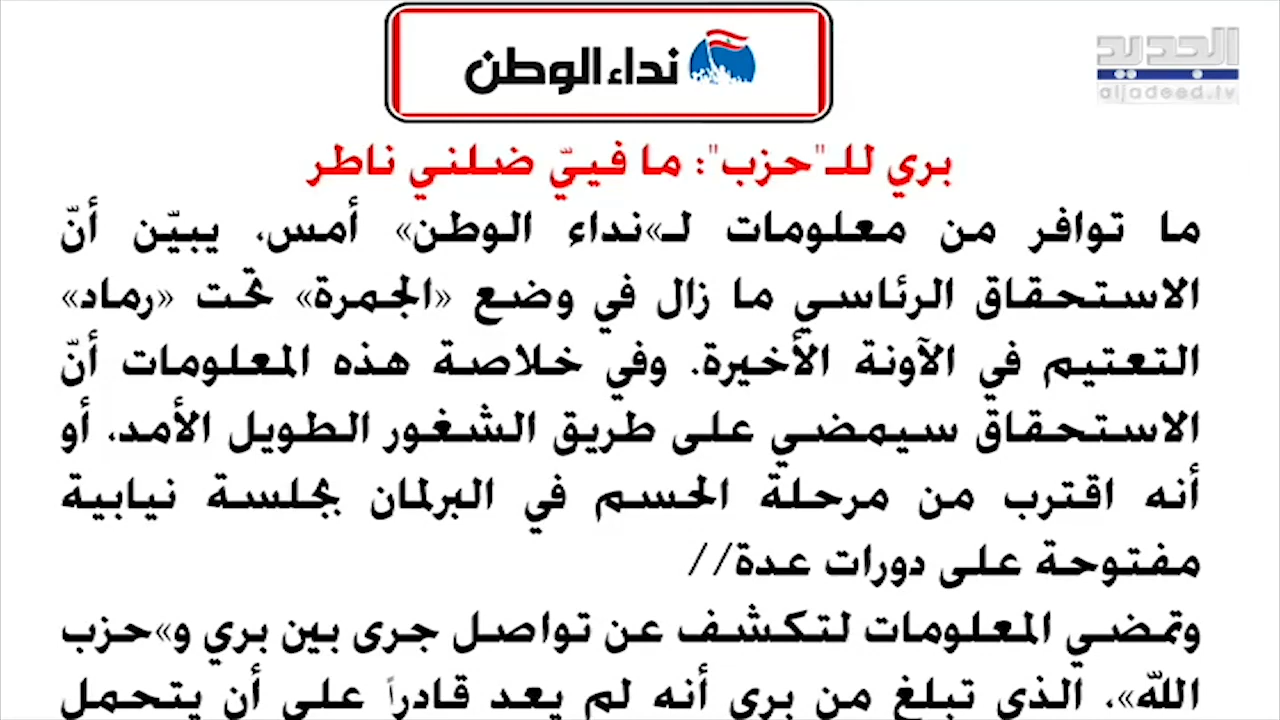 نداء الوطن
الجديد
aljadeed.tv
بري للـ"حزب": ما فييّ ضلني ناطر
ما توافر من معلومات لـ»نداء الوطن» أمس، يبيّن أنّ
الاستحقاق الرئاسي ما زال في وضع «الجمرة» تحت «رماد»
التعتيم في الآونة الأخيرة. وفي خلاصة هذه المعلومات أنّ
الاستحقاق سيمضي على طريق الشغور الطويل الأمد، أو
أنه اقترب من مرحلة الحسم في البرلمان بجلسة نيابية
مفتوحة على دورات عدة//
وتمضي المعلومات لتكشف عن تواصل جرى بين بري و»حزب
الله»، الذي تبلغ من بري أنه لم يعد قادراً على أن يتحمل